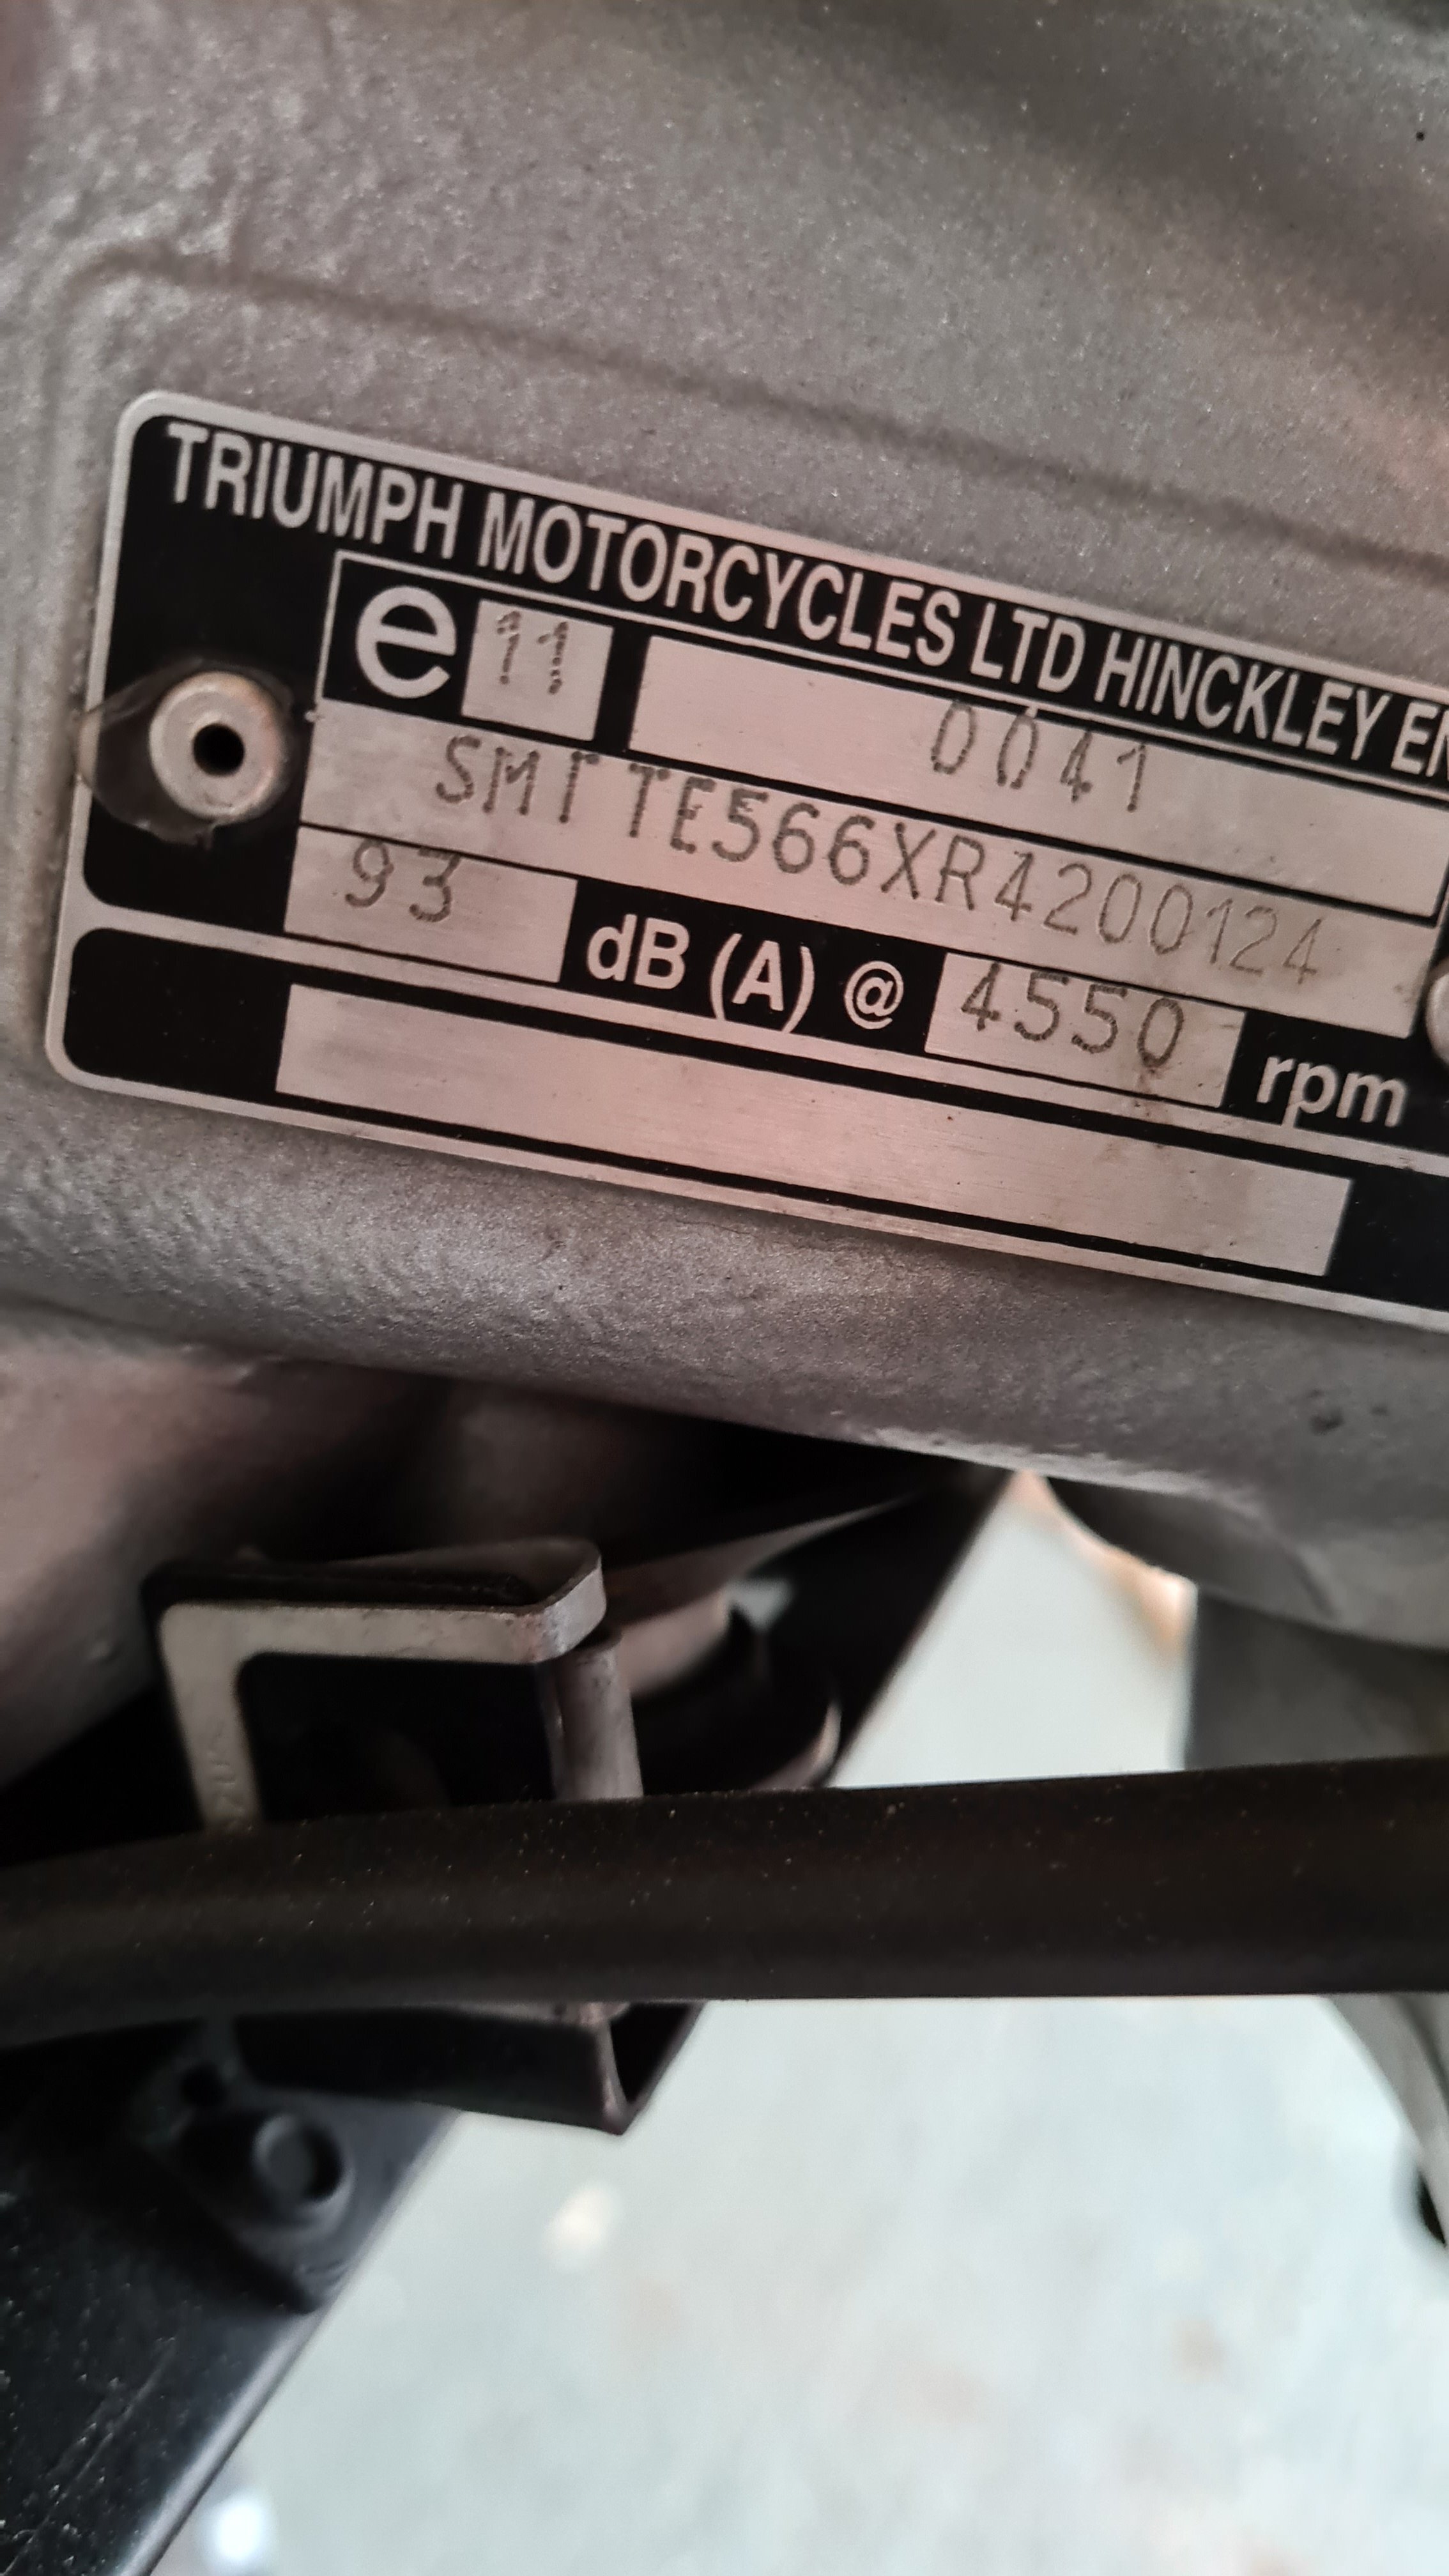 TRIUMPH MOTORCYCLES LTD HINCKLEY EN
e 11 0041
SMTTE566XR4200124
93 dB (A) @ 4550 rpm